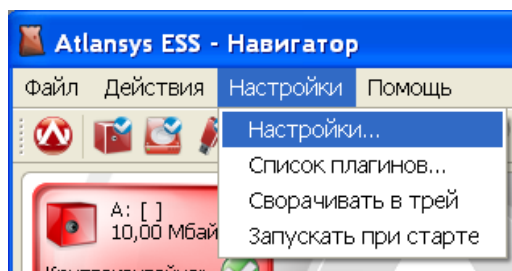 Atlansys ESS - Навигатор
Файл Действия Настройки Помощь
Настройки...
Список плагинов...
Сворачивать в трей
Запускать при старте
A: [ ]
10,00 Мбай